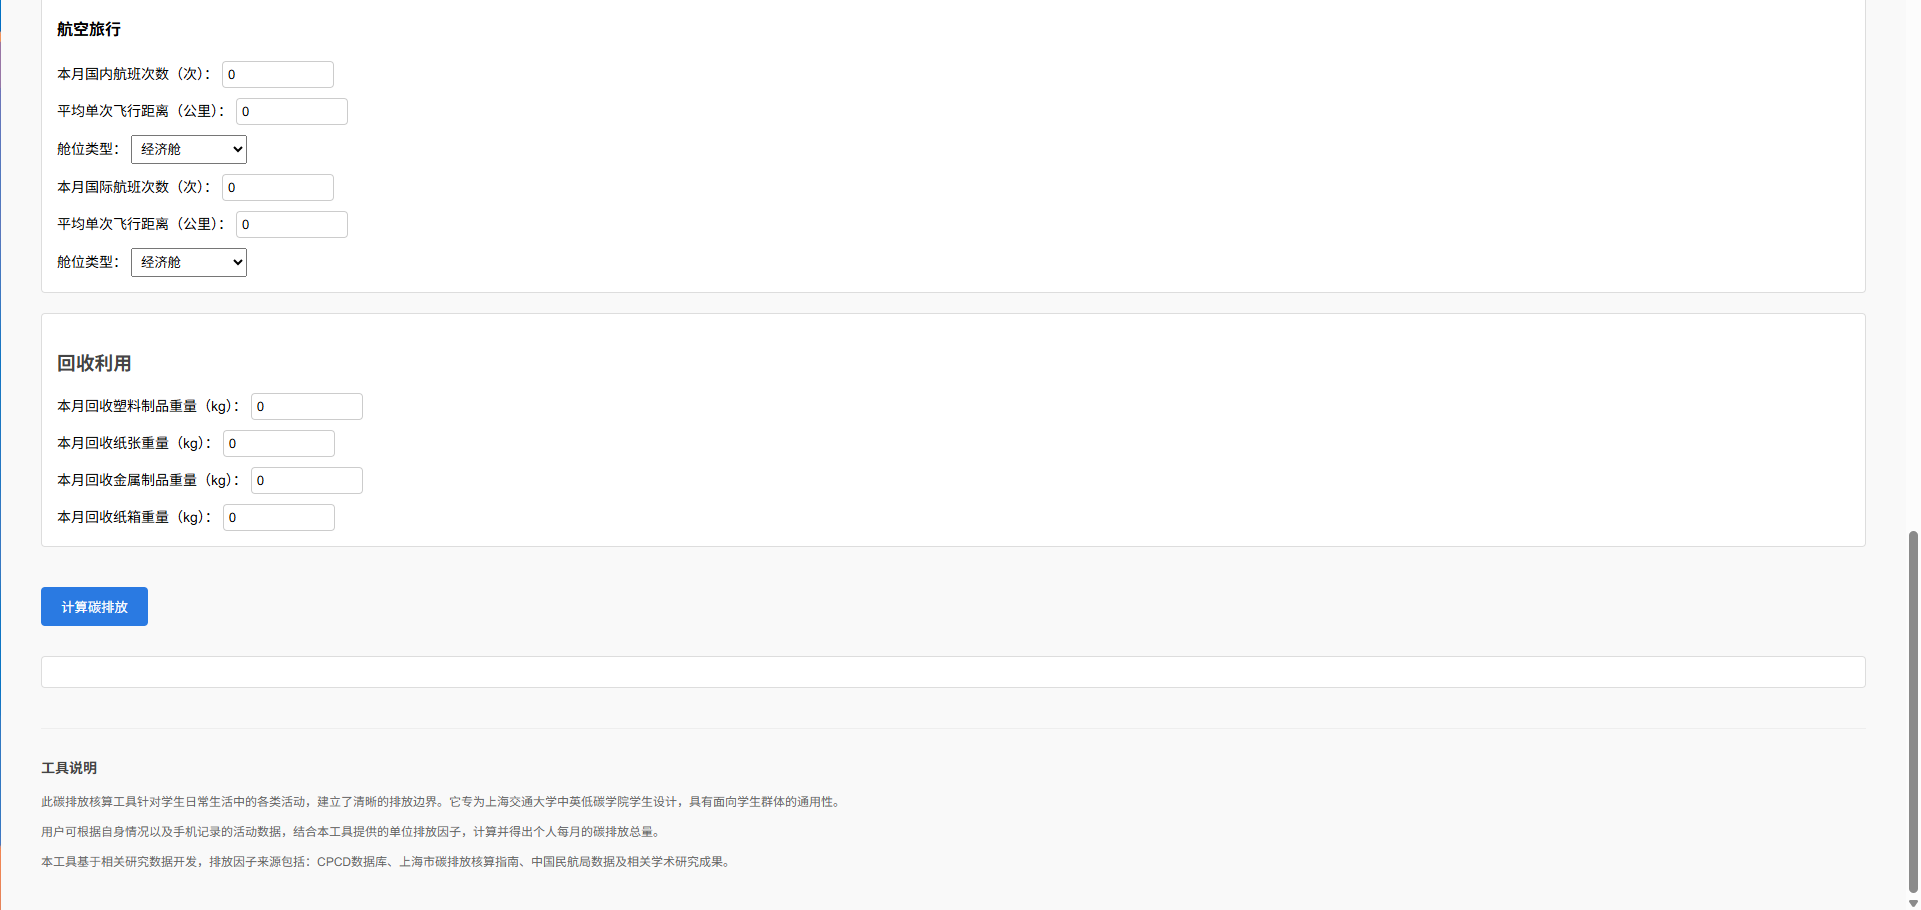 航空旅行
本月国内航班次数（次）： 0
平均单次飞行距离（公里）： 0
舱位类型： 经济舱
本月国际航班次数（次）： 0
平均单次飞行距离（公里）： 0
舱位类型： 经济舱
回收利用
本月回收塑料制品重量（kg）： 0
本月回收纸张重量（kg）： 0
本月回收金属制品重量（kg）： 0
本月回收纸箱重量（kg）： 0
计算碳排放
工具说明
此碳排放核算工具针对学生日常生活中的各类活动，建立了清晰的排放边界。它专为上海交通大学中英低碳学院学生设计，具有面向学生群体的通用性。
用户可根据自身情况以及手机记录的活动数据，结合本工具提供的单位排放因子，计算并得出个人每月的碳排放总量。
本工具基于相关研究数据开发，排放因子来源包括：CPCD数据库、上海市碳排放核算指南、中国民航局数据及相关学术研究成果。